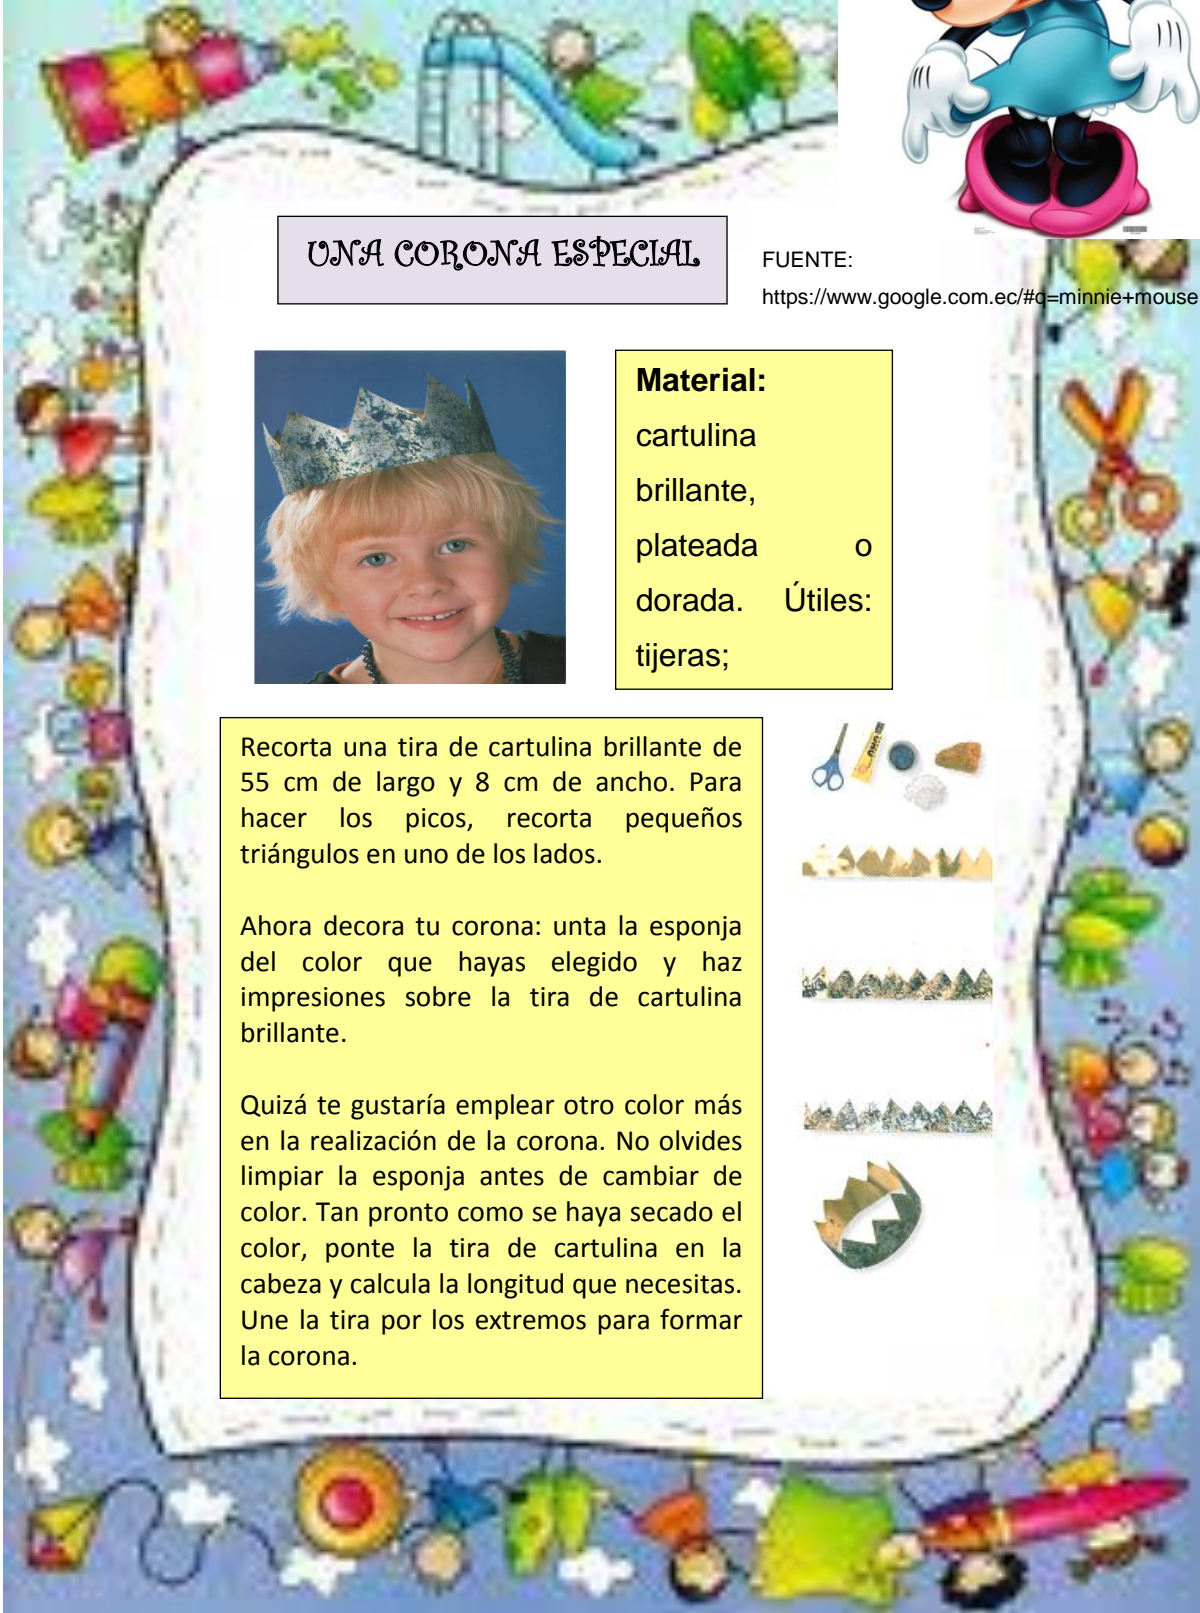 UNA CORONA ESPECIAL
FUENTE:
https://www.google.com.ec/#q=minnie+mouse
Material:
cartulina
brillante,
plateada o
dorada. Útiles:
tijeras;
Recorta una tira de cartulina brillante de
55 cm de largo y 8 cm de ancho. Para
hacer los picos, recorta pequeños
triángulos en uno de los lados.
Ahora decora tu corona: unta la esponja
del color que hayas elegido y haz
impresiones sobre la tira de cartulina
brillante.
Quizá te gustaría emplear otro color más
en la realización de la corona. No olvides
limpiar la esponja antes de cambiar de
color. Tan pronto como se haya secado el
color, ponte la tira de cartulina en la
cabeza y calcula la longitud que necesitas.
Une la tira por los extremos para formar
la corona.